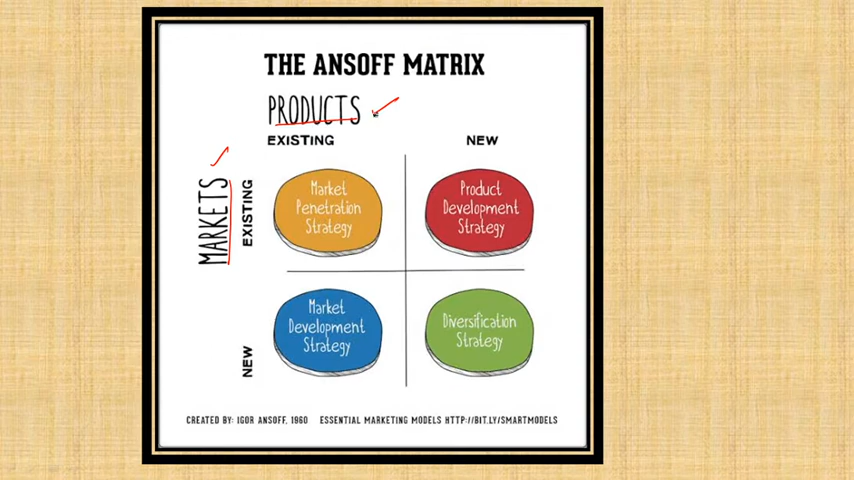 THE ANSOFF MATRIX
PRODUCTS
EXISTING NEW
MARKETS
EXISTING
Market
Penetration
Strategy
Product
Development
Strategy
NEW
Market
Development
Strategy
Diversification
Strategy
CREATED BY: IGOR ANSOFF, 1960 ESSENTIAL MARKETING MODELS HTTP://BIT.LY/SMARTMODELS